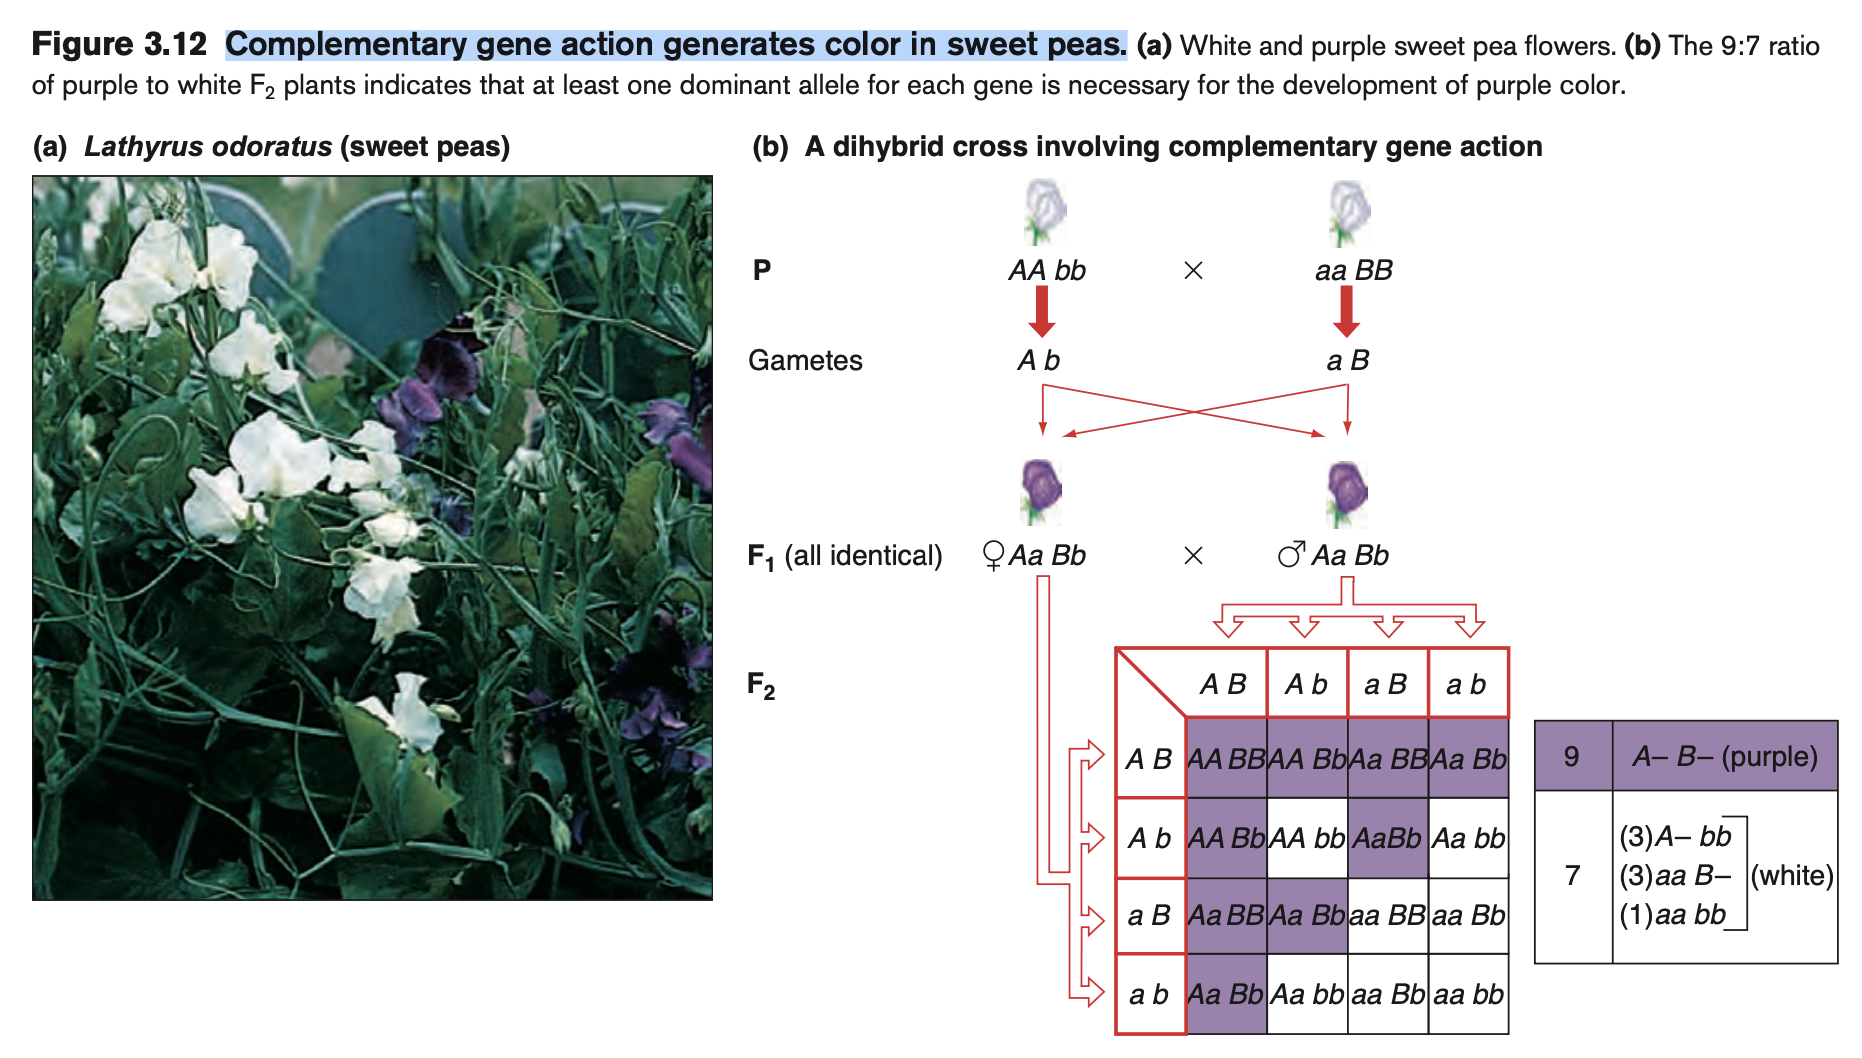 Figure 3.12 Complementary gene action generates color in sweet peas. (a) White and purple sweet pea flowers. (b) The 9:7 ratio
of purple to white F₂ plants indicates that at least one dominant allele for each gene is necessary for the development of purple color.
(a) Lathyrus odoratus (sweet peas)
(b) A dihybrid cross involving complementary gene action
P AA bb × aa BB
Gametes A b a B
F₁ (all identical) ♀ Aa Bb × ♂ Aa Bb
F₂ A B A b a B a b
A B AA BB AA Bb Aa BB Aa Bb
A b AA Bb AA bb AaBb Aa bb
a B Aa BB Aa Bb aa BB aa Bb
a b Aa Bb Aa bb aa Bb aa bb
9 A– B– (purple)
7 (3) A– bb
(3) aa B– (white)
(1) aa bb